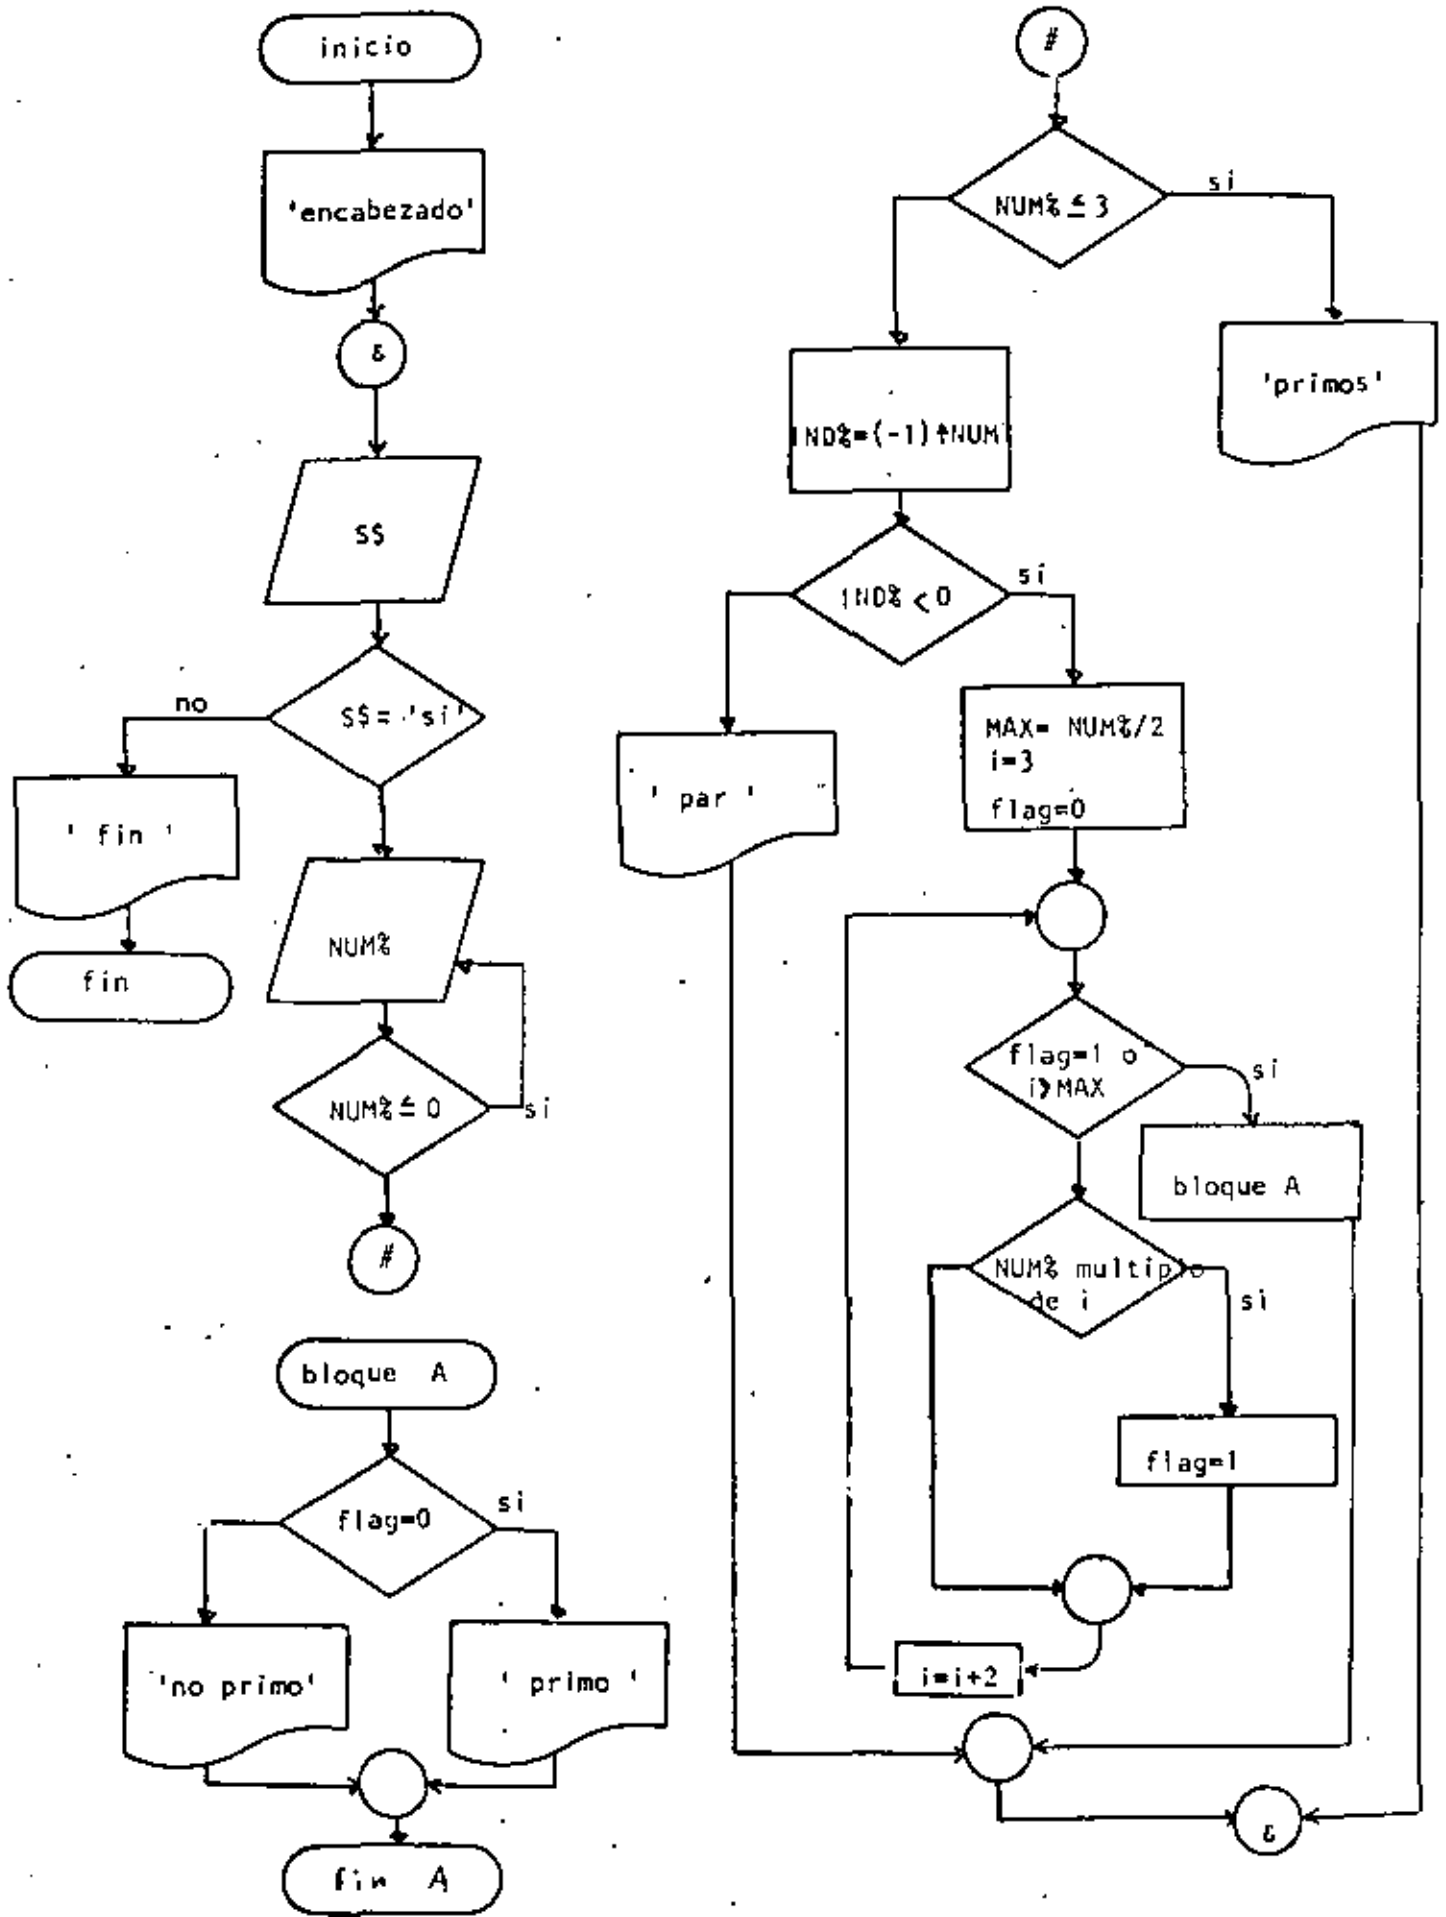 inicio
'encabezado'
&
S$
S$= 'si'
no
' fin '
fin
NUM%
NUM% ≤ 0
si
#
bloque A
flag=0
si
'no primo'
' primo '
fin A
#
NUM% ≤ 3
si
'primos'
IND%=(-1)↑NUM
IND% < 0
si
' par '
MAX= NUM%/2
i=3
flag=0
flag=1 o
i>MAX
si
bloque A
NUM% multiplo
de i
si
flag=1
i=i+2
&